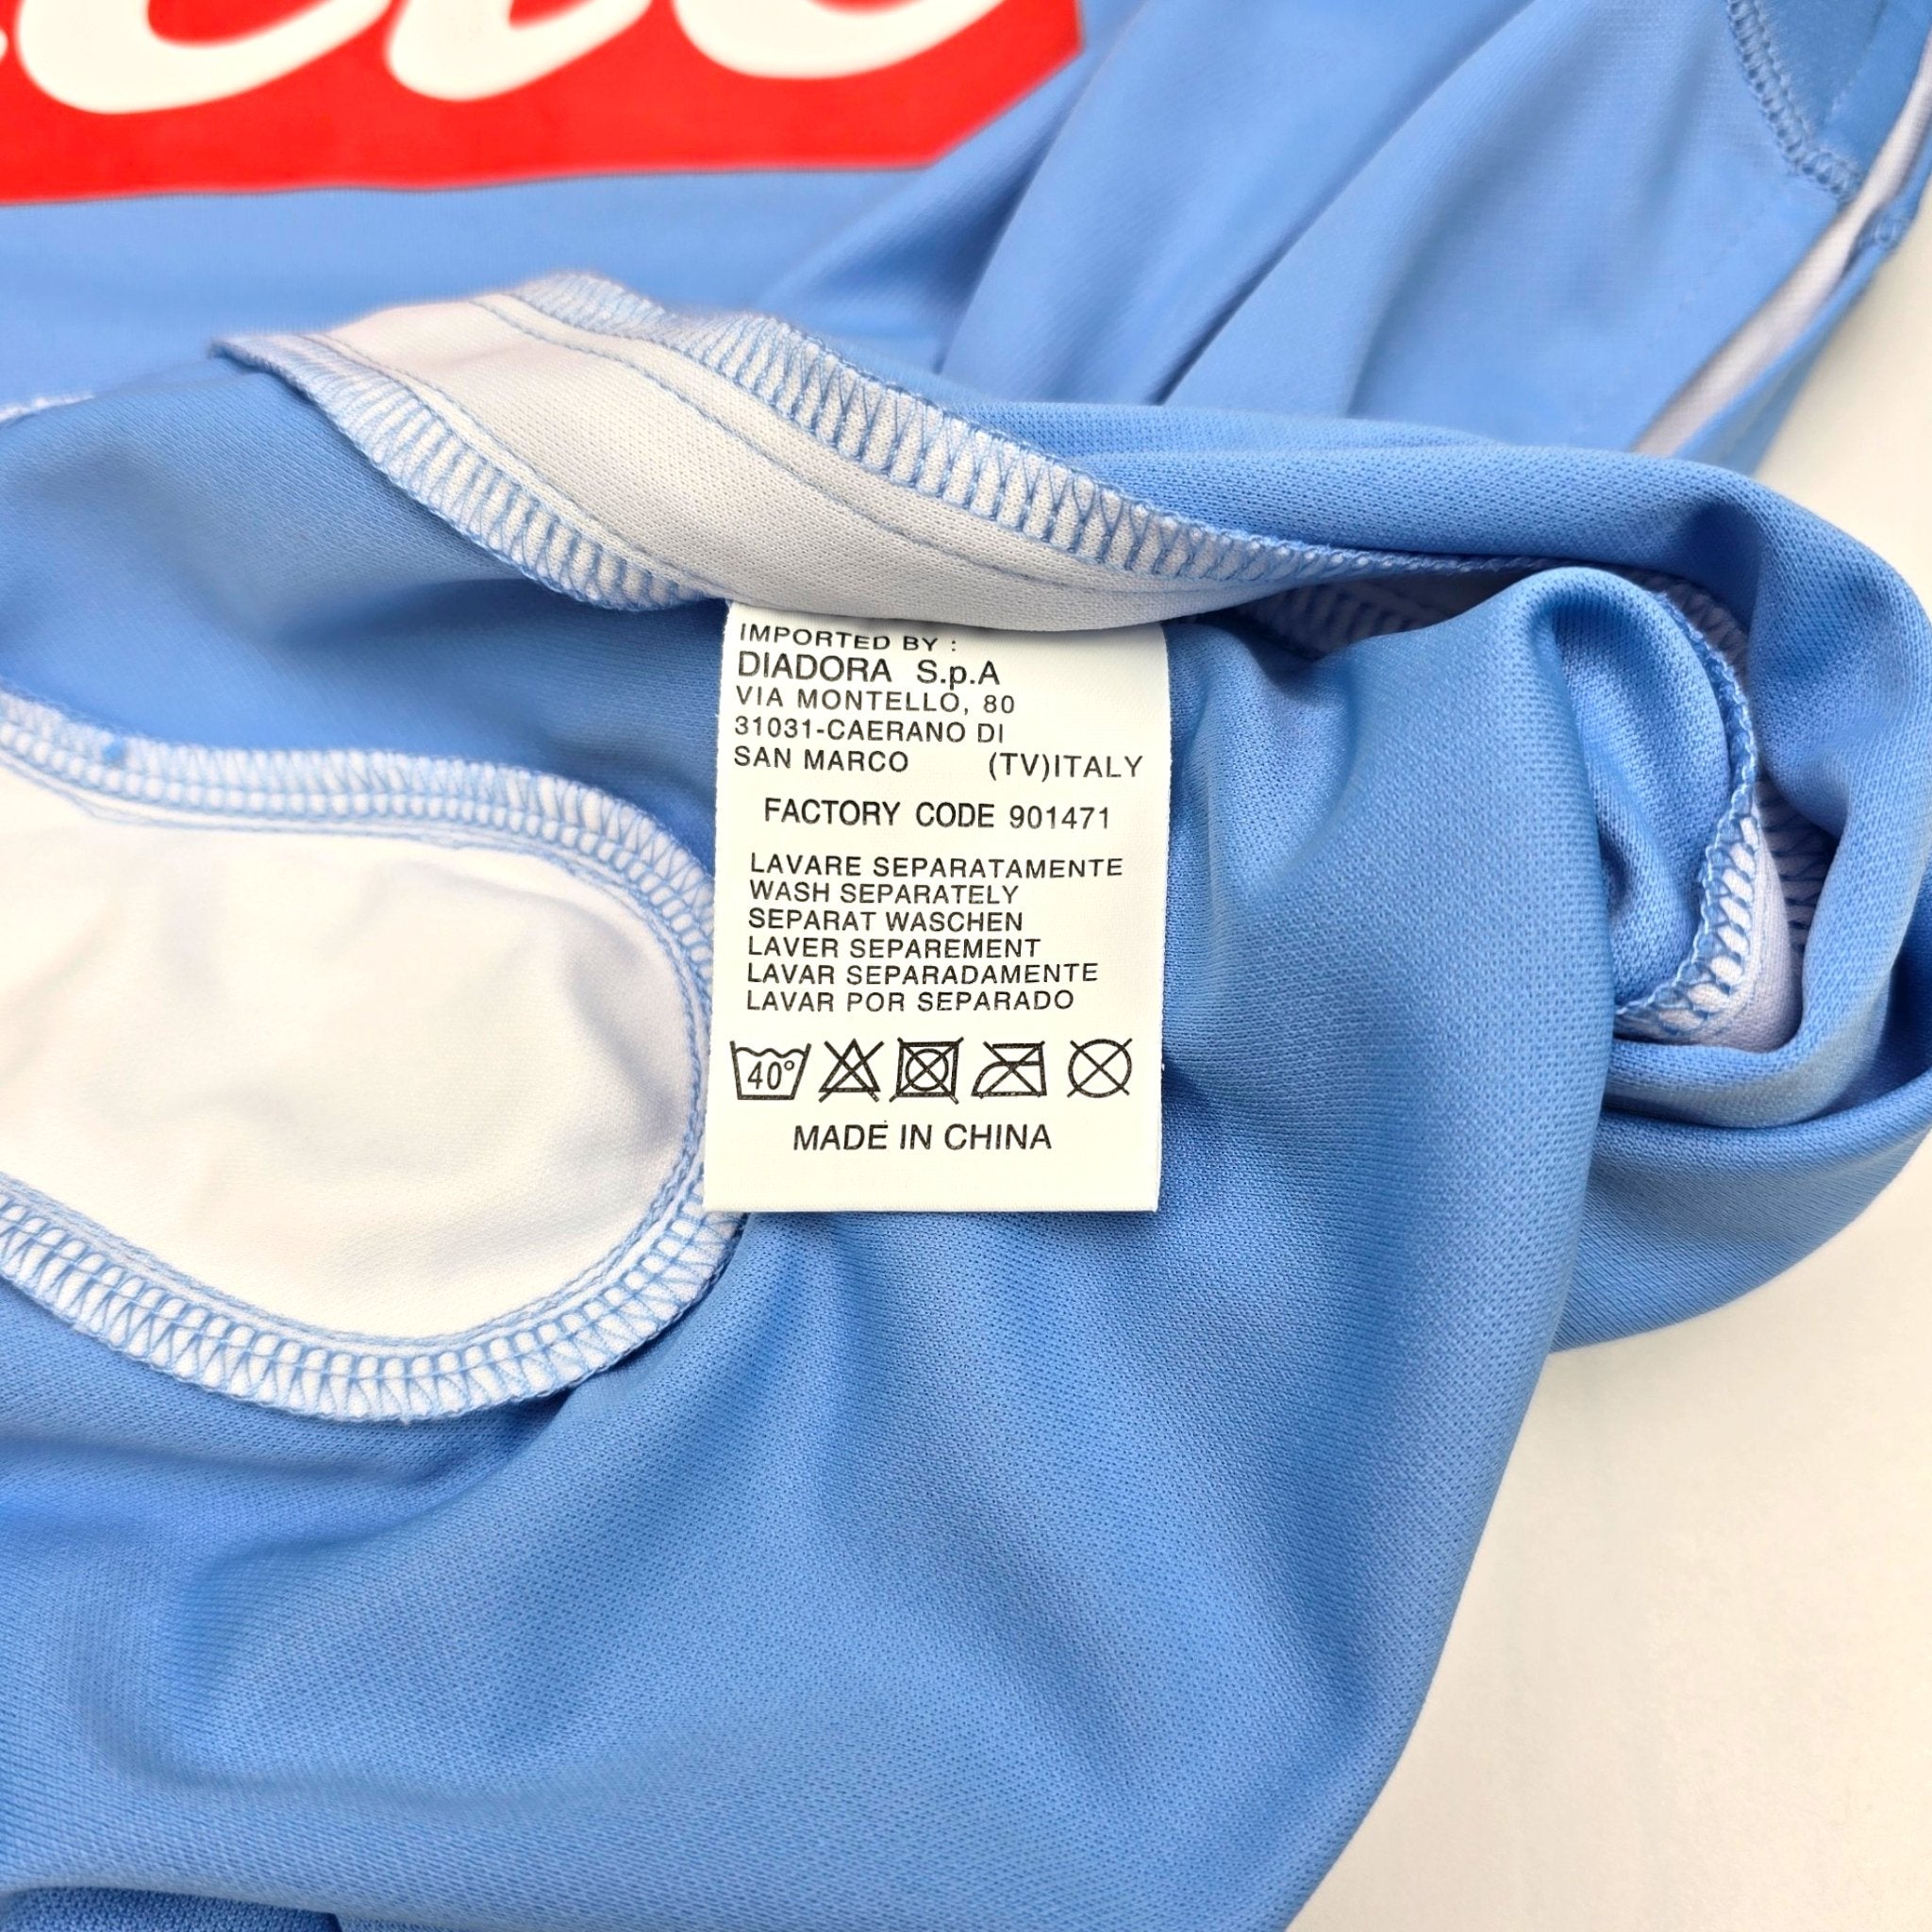 IMPORTED BY :
DIADORA S.p.A
VIA MONTELLO, 80
31031-CAERANO DI
SAN MARCO (TV)ITALY
FACTORY CODE 901471
LAVARE SEPARATAMENTE
WASH SEPARATELY
SEPARAT WASCHEN
LAVER SEPAREMENT
LAVAR SEPARADAMENTE
LAVAR POR SEPARADO
40°
MADE IN CHINA